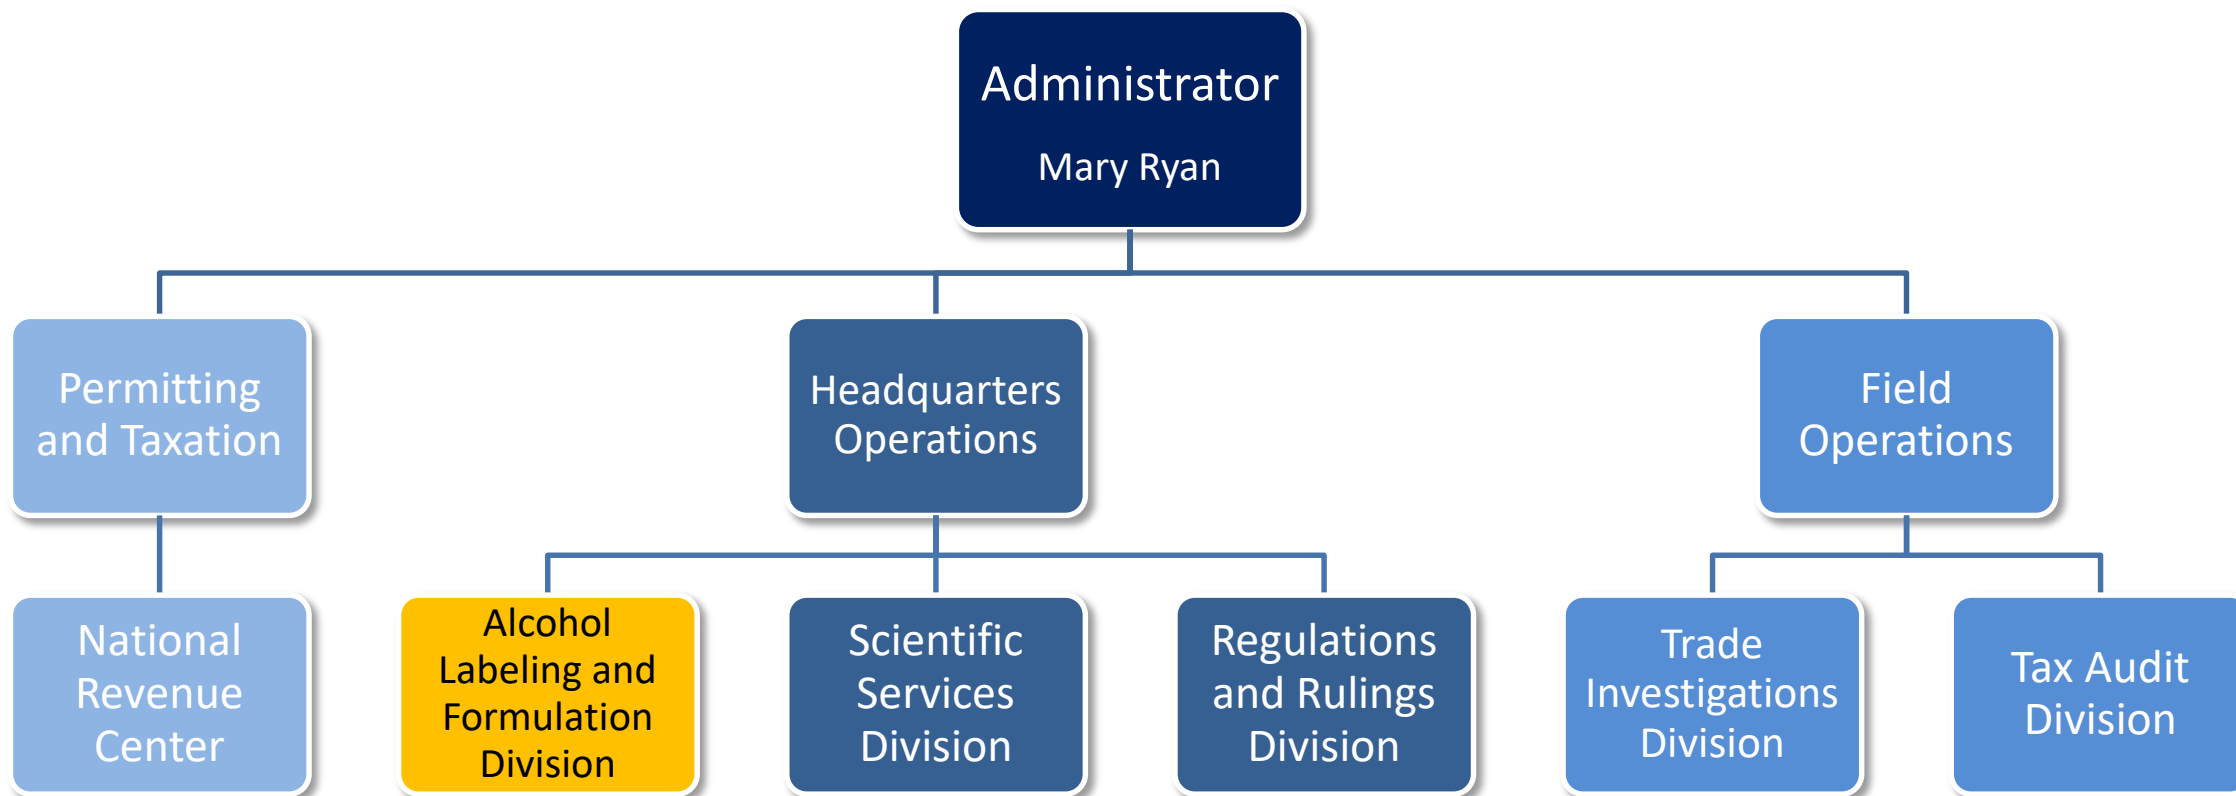 Administrator
Mary Ryan
Permitting
and Taxation
Headquarters
Operations
Field
Operations
National
Revenue
Center
Alcohol
Labeling and
Formulation
Division
Scientific
Services
Division
Regulations
and Rulings
Division
Trade
Investigations
Division
Tax Audit
Division